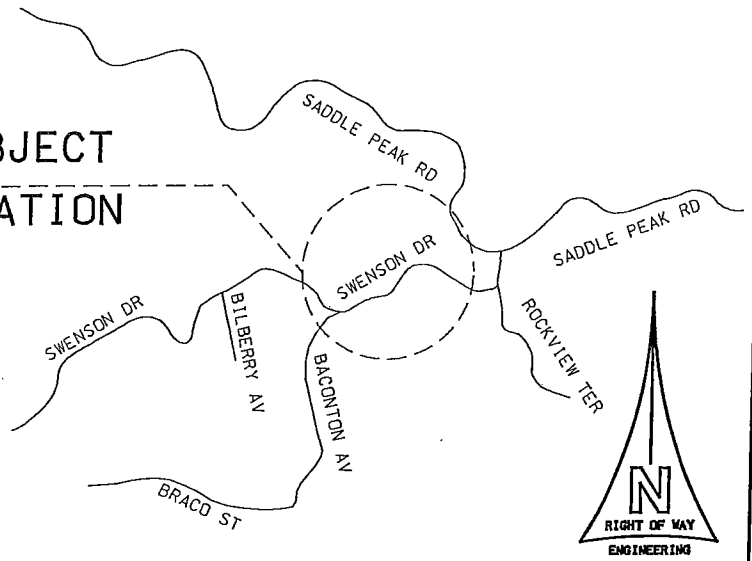 SADDLE PEAK RD
BJECT
ATION
SWENSON DR
SADDLE PEAK RD
SWENSON DR
BILBERRY AV
BACONTON AV
ROCKVIEW TER
BRACO ST
N
RIGHT OF WAY
ENGINEERING